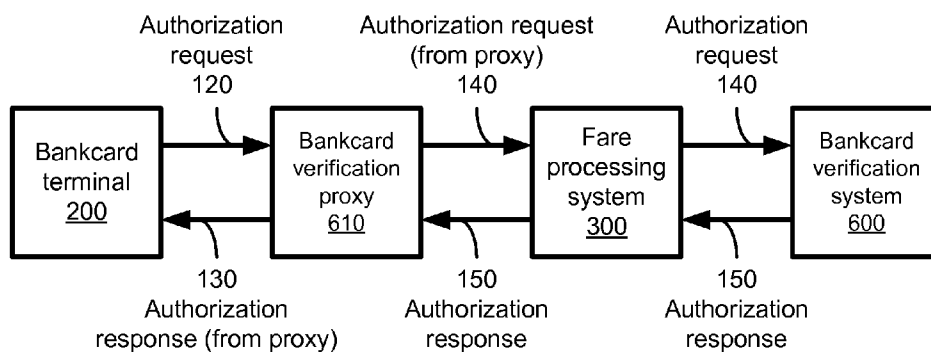 Authorization
request
120
Authorization request
(from proxy)
140
Authorization
request
140
Bankcard
terminal
200
Bankcard
verification
proxy
610
Fare
processing
system
300
Bankcard
verification
system
600
130
Authorization
response (from proxy)
150
Authorization
response
150
Authorization
response